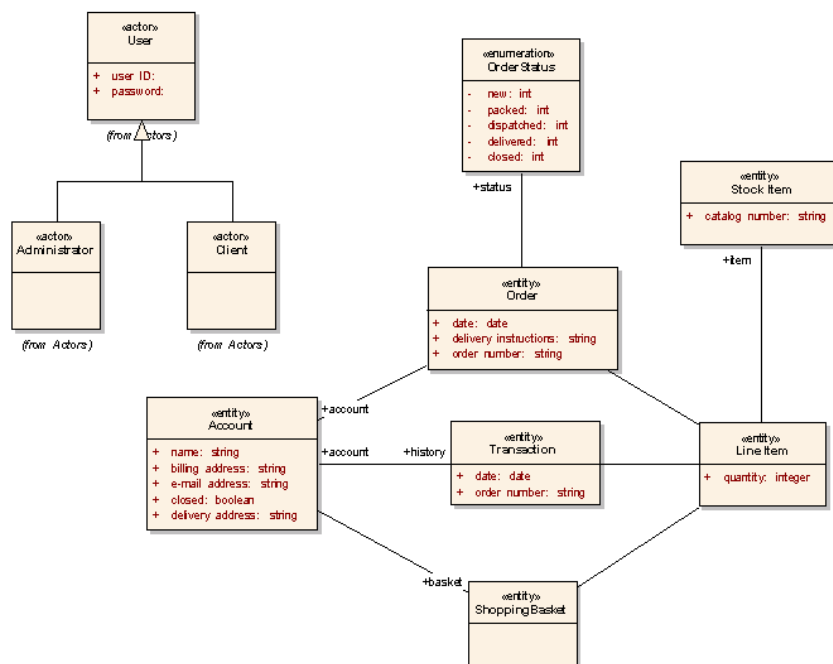 «actor»
User
+ user ID:
+ password:
(from Actors)
«actor»
Administrator
(from Actors)
«actor»
Client
(from Actors)
«enumeration»
OrderStatus
- new: int
- packed: int
- dispatched: int
- delivered: int
- closed: int
+status
«entity»
Stock Item
+ catalog number: string
+item
«entity»
Order
+ date: date
+ delivery instructions: string
+ order number: string
+account
«entity»
Account
+ name: string
+ billing address: string
+ e-mail address: string
+ closed: boolean
+ delivery address: string
+account
+history
«entity»
Transaction
+ date: date
+ order number: string
«entity»
Line Item
+ quantity: integer
+basket
«entity»
ShoppingBasket